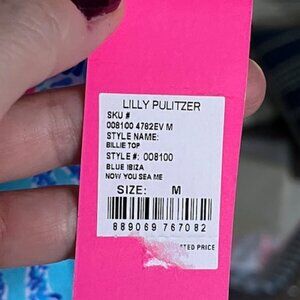 LILLY PULITZER
SKU #
008100 4782EV M
STYLE NAME:
BILLIE TOP
STYLE #: 008100
BLUE IBIZA
NOW YOU SEA ME
SIZE: M
889069 767082
PRICE